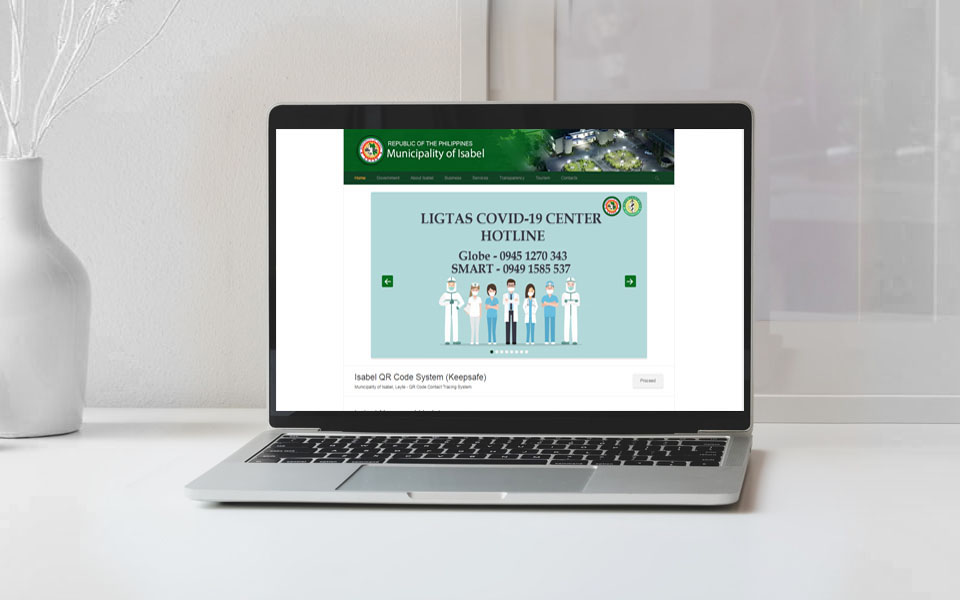 REPUBLIC OF THE PHILIPPINES
Municipality of Isabel
Home Government About Isabel Business Services Transparency Tourism Contacts
LIGTAS COVID-19 CENTER
HOTLINE
Globe - 0945 1270 343
SMART - 0949 1585 537
Isabel QR Code System (Keepsafe)
Municipality of Isabel, Leyte - QR Code Contact Tracing System
Proceed